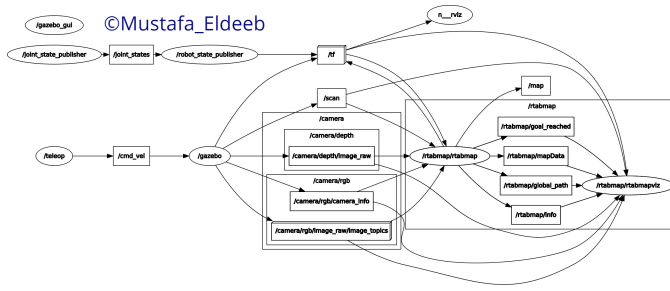 ©Mustafa_Eldeeb
/gazebo_gui
n__rviz
/joint_state_publisher
/joint_states
/robot_state_publisher
/tf
/scan
/map
/camera
/rtabmap
/camera/depth
/rtabmap/goal_reached
/teleop
/cmd_vel
/gazebo
/camera/depth/image_raw
/rtabmap/rtabmap
/rtabmap/mapData
/camera/rgb
/rtabmap/global_path
/rtabmap/rtabmapviz
/camera/rgb/camera_info
/rtabmap/info
/camera/rgb/image_raw/image_topics